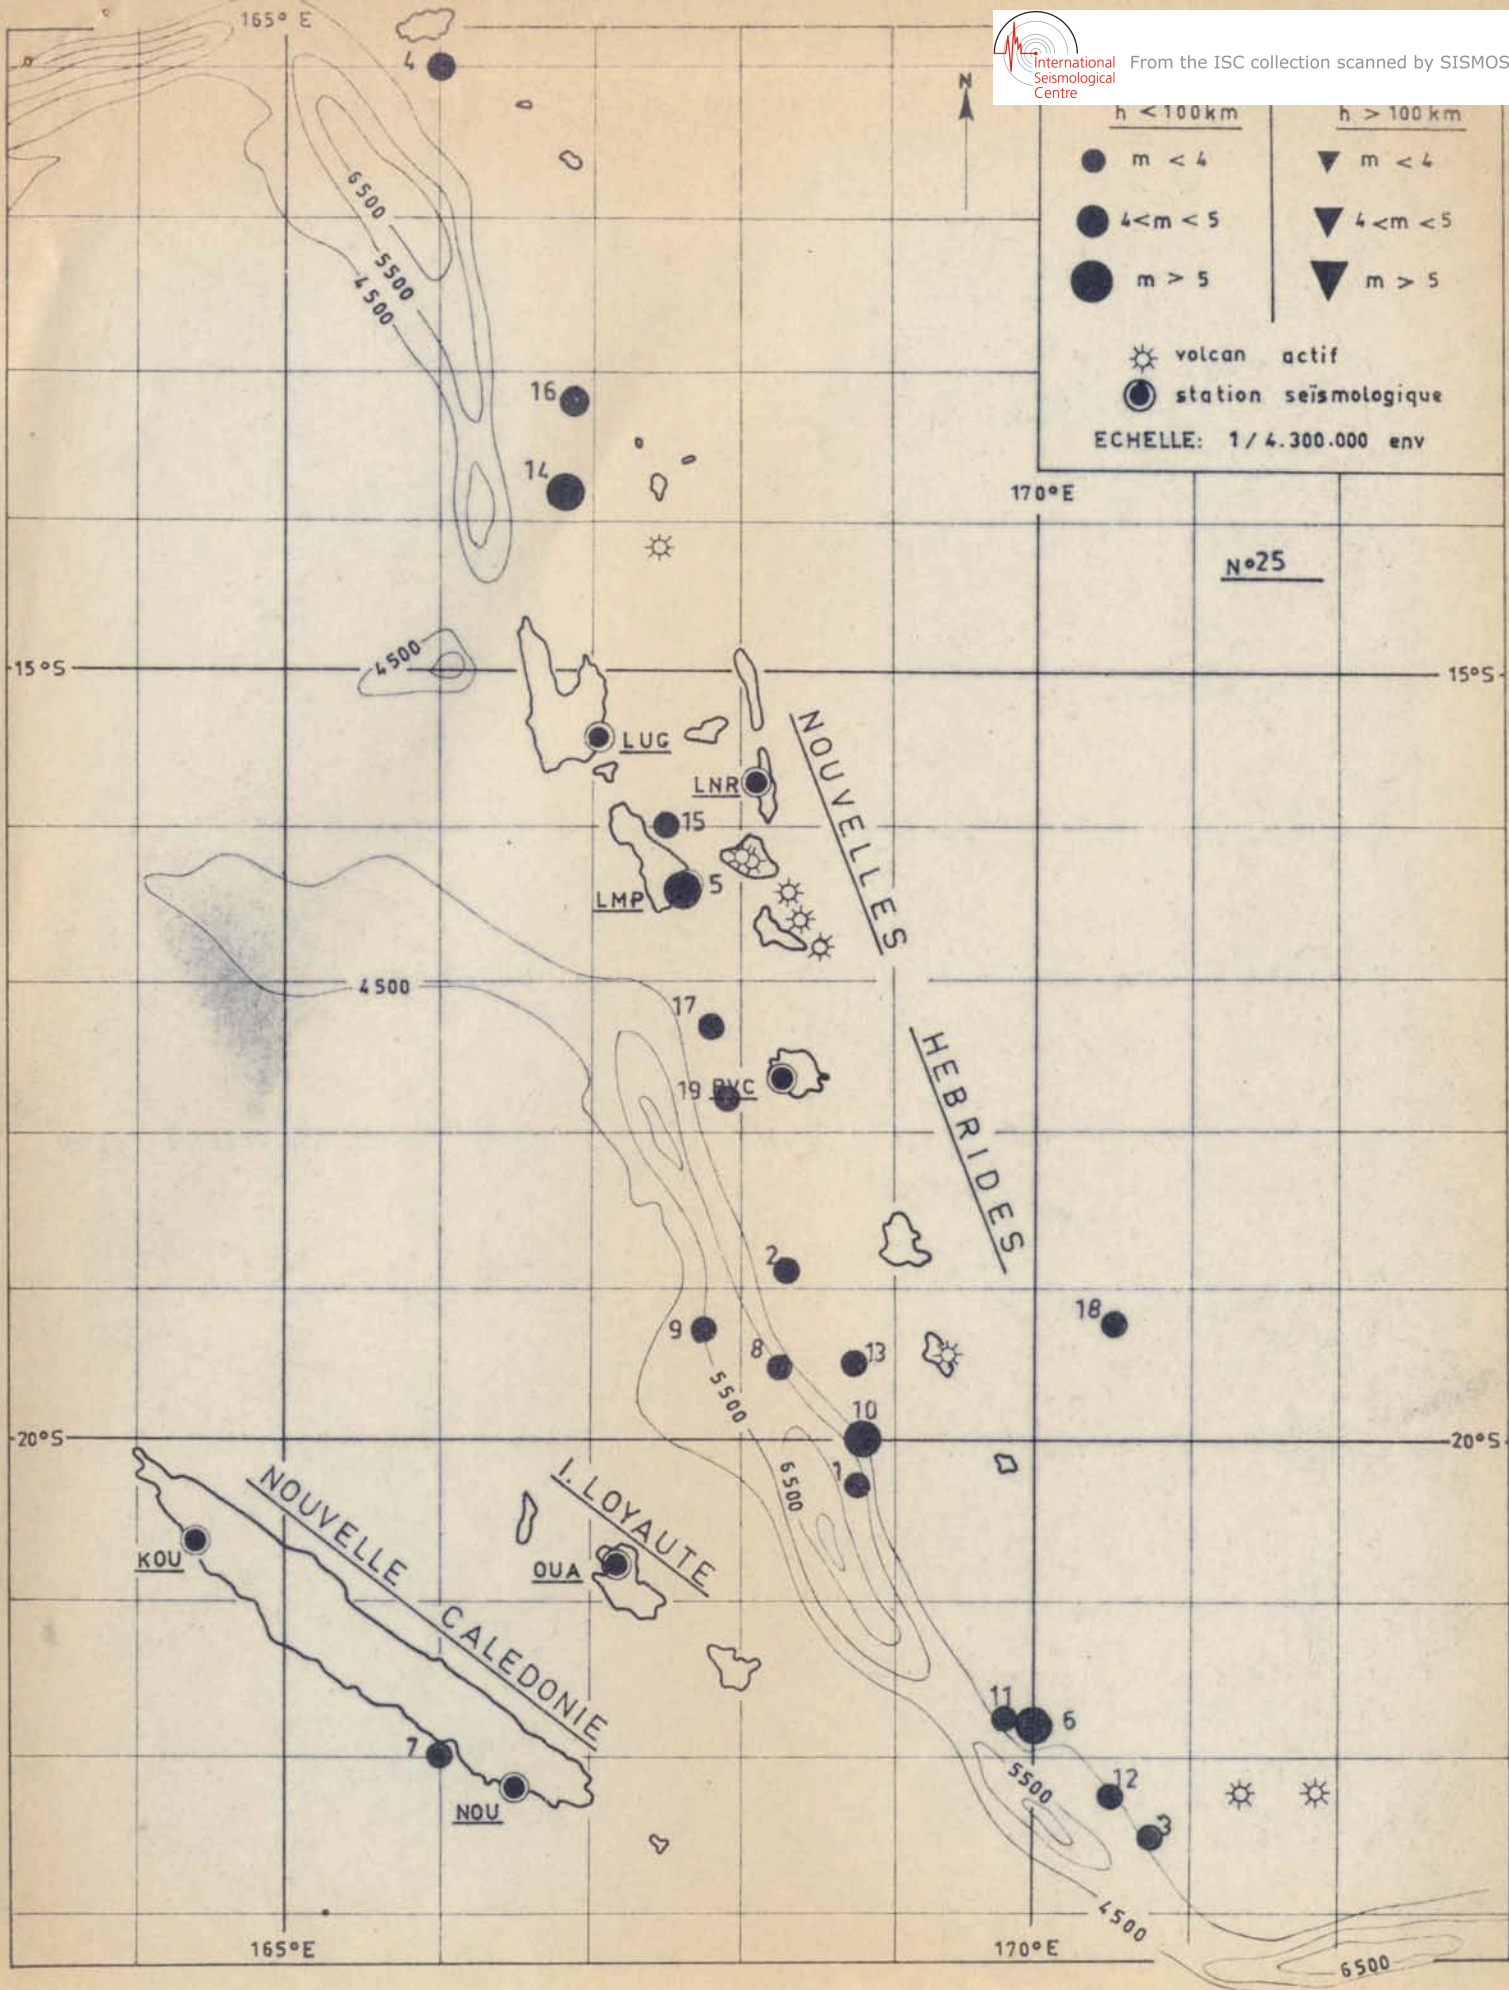 165° E
International
Seismological
Centre
From the ISC collection scanned by SISMOS
4
N
h < 100 km
h > 100 km
m < 4
m < 4
4 < m < 5
4 < m < 5
m > 5
m > 5
volcan actif
station seïsmologique
ECHELLE: 1 / 4.300.000 env
6500
5500
4500
16
14
170°E
N°25
15°S
4500
15°S
LUG
LNR
NOUVELLES
15
5
LMP
4500
17
19 PVC
HEBRIDES
2
18
9
8
13
5500
10
20°S
20°S
1
6500
NOUVELLE CALEDONIE
I. LOYAUTE
KOU
OUA
11
6
7
5500
12
NOU
3
4500
165°E
170°E
6500